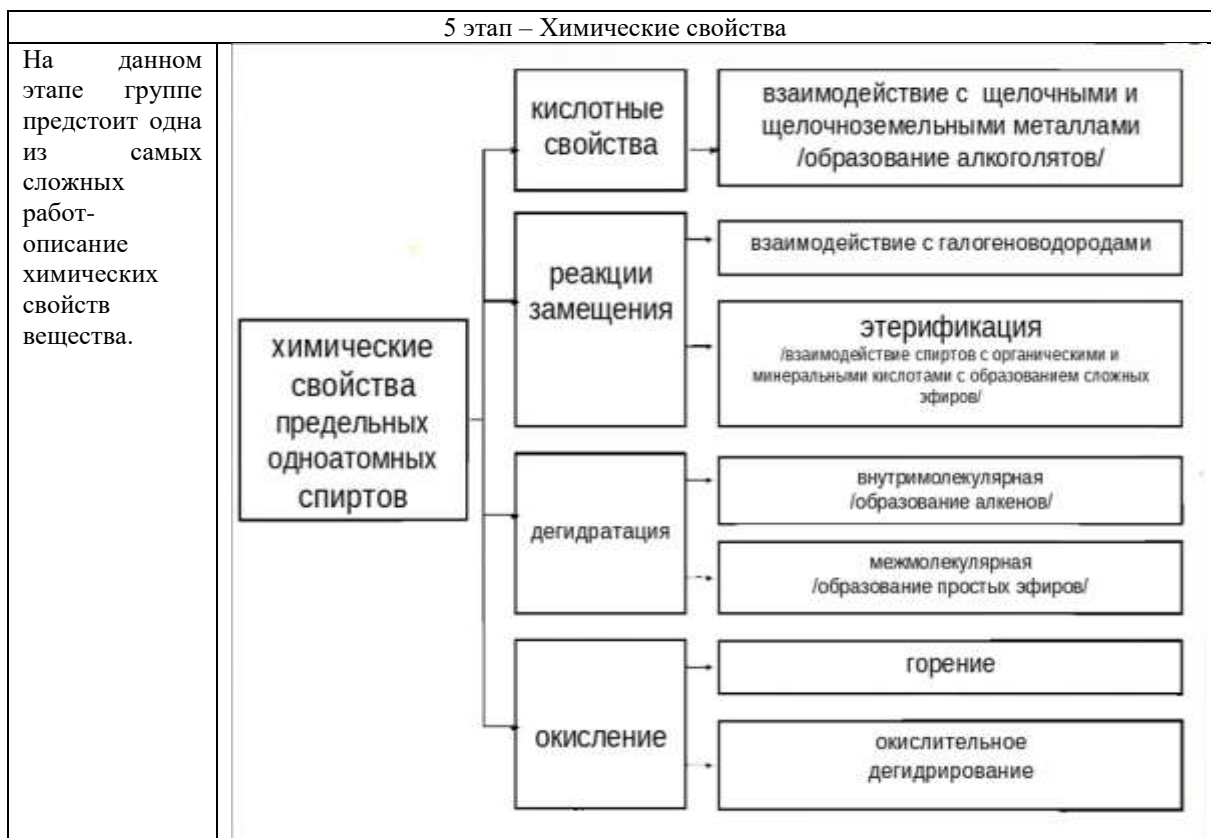 5 этап – Химические свойства
На данном
этапе группе
предстоит одна
из самых
сложных
работ-
описание
химических
свойств
вещества.
химические
свойства
предельных
одноатомных
спиртов
кислотные
свойства
взаимодействие с щелочными и
щелочноземельными металлами
/образование алкоголятов/
реакции
замещения
взаимодействие с галогеноводородами
этерификация
/взаимодействие спиртов с органическими и
минеральными кислотами с образованием сложных
эфиров/
дегидратация
внутримолекулярная
/образование алкенов/
межмолекулярная
/образование простых эфиров/
окисление
горение
окислительное
дегидрирование